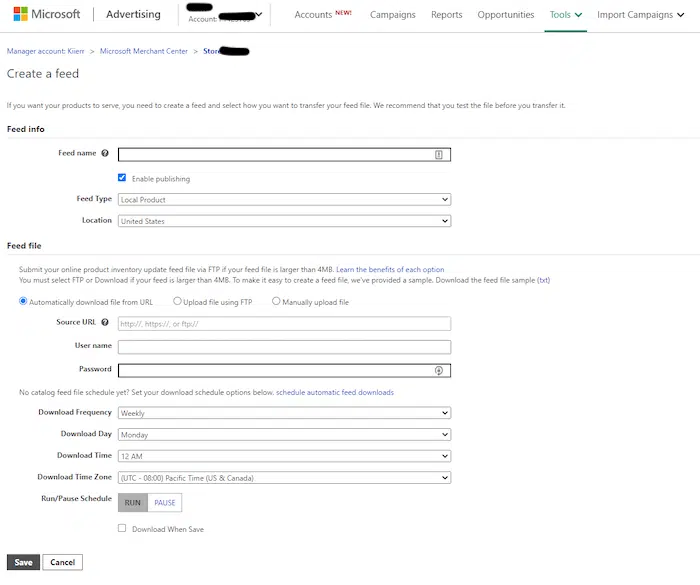 Microsoft | Advertising
Account:
Accounts NEW! Campaigns Reports Opportunities Tools Import Campaigns
Manager account: Kiierr > Microsoft Merchant Center > Store
Create a feed
If you want your products to serve, you need to create a feed and select how you want to transfer your feed file. We recommend that you test the file before you transfer it.
Feed info
Feed name
Enable publishing
Feed Type Local Product
Location United States
Feed file
Submit your online product inventory update feed file via FTP if your feed file is larger than 4MB. Learn the benefits of each option
You must select FTP or Download if your feed is larger than 4MB. To make it easy to create a feed file, we've provided a sample. Download the feed file sample (txt)
Automatically download file from URL Upload file using FTP Manually upload file
Source URL http://, https://, or ftp://
User name
Password
No catalog feed file schedule yet? Set your download schedule options below. schedule automatic feed downloads
Download Frequency Weekly
Download Day Monday
Download Time 12 AM
Download Time Zone (UTC - 08:00) Pacific Time (US & Canada)
Run/Pause Schedule RUN PAUSE
Download When Save
Save Cancel